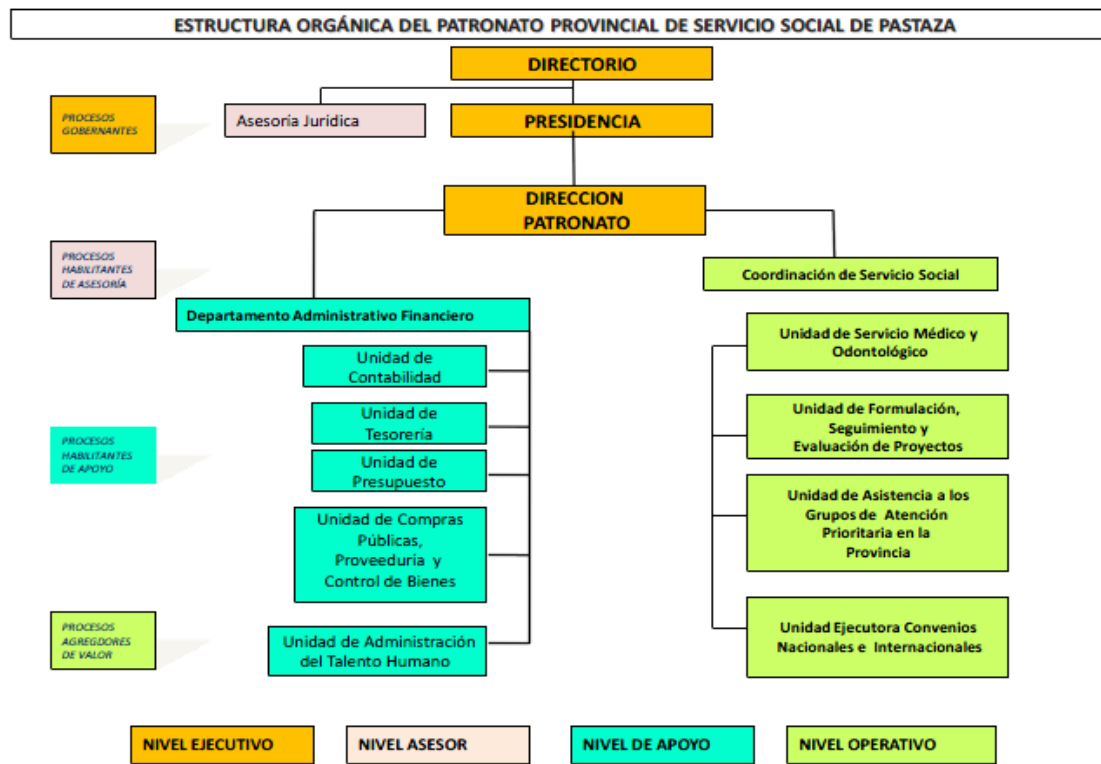 ESTRUCTURA ORGÁNICA DEL PATRONATO PROVINCIAL DE SERVICIO SOCIAL DE PASTAZA
DIRECTORIO
PROCESOS
GOBERNANTES
Asesoría Juridica
PRESIDENCIA
DIRECCION
PATRONATO
PROCESOS
HABILITANTES
DE ASESORÍA
Coordinación de Servicio Social
Departamento Administrativo Financiero
Unidad de
Contabilidad
Unidad de
Tesorería
Unidad de
Presupuesto
Unidad de Compras
Públicas,
Proveeduría y
Control de Bienes
Unidad de Administración
del Talento Humano
Unidad de Servicio Médico y
Odontológico
Unidad de Formulación,
Seguimiento y
Evaluación de Proyectos
Unidad de Asistencia a los
Grupos de Atención
Prioritaria en la
Provincia
Unidad Ejecutora Convenios
Nacionales e Internacionales
PROCESOS
HABILITANTES
DE APOYO
PROCESOS
AGREGDORES
DE VALOR
NIVEL EJECUTIVO
NIVEL ASESOR
NIVEL DE APOYO
NIVEL OPERATIVO